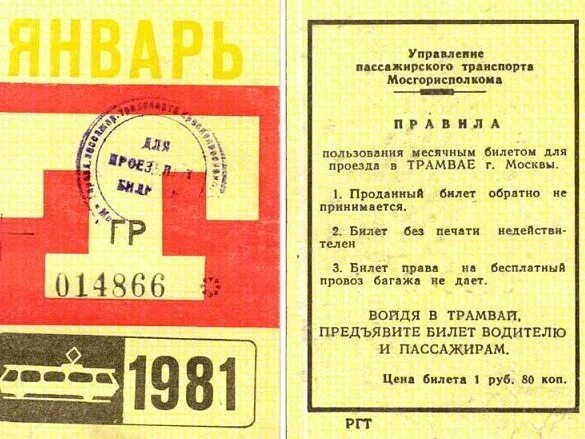 ЯНВАРЬ
ДЛЯ
ПРОЕЗД
БИЛ
ГР
014866
1981
Управление
пассажирского транспорта
Мосгорисполкома
ПРАВИЛА
пользования месячным билетом для
проезда в ТРАМВАЕ г. Москвы.
1. Проданный билет обратно не
принимается.
2. Билет без печати недействи-
телен
3. Билет права на бесплатный
провоз багажа не дает.
ВОЙДЯ В ТРАМВАЙ,
ПРЕДЪЯВИТЕ БИЛЕТ ВОДИТЕЛЮ
И ПАССАЖИРАМ.
Цена билета 1 руб. 80 коп.
РГТ